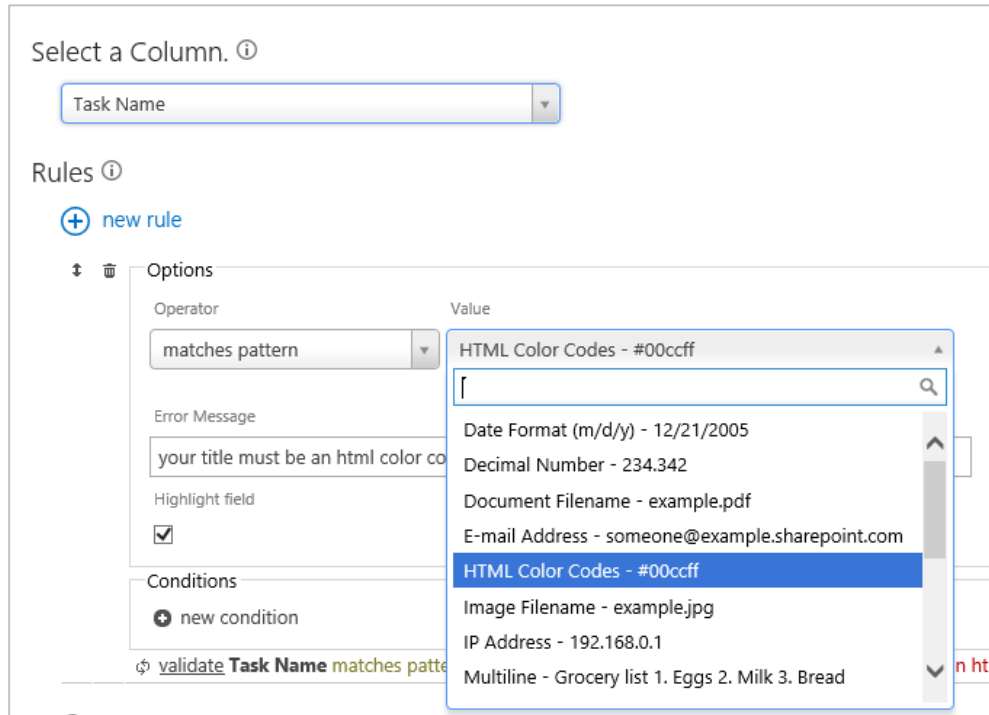 Select a Column.
Task Name
Rules
new rule
Options
Operator
Value
matches pattern
HTML Color Codes - #00ccff
Date Format (m/d/y) - 12/21/2005
Decimal Number - 234.342
Document Filename - example.pdf
E-mail Address - someone@example.sharepoint.com
HTML Color Codes - #00ccff
Image Filename - example.jpg
IP Address - 192.168.0.1
Multiline - Grocery list 1. Eggs 2. Milk 3. Bread
Error Message
your title must be an html color co
Highlight field
Conditions
new condition
validate Task Name matches patte
n ht